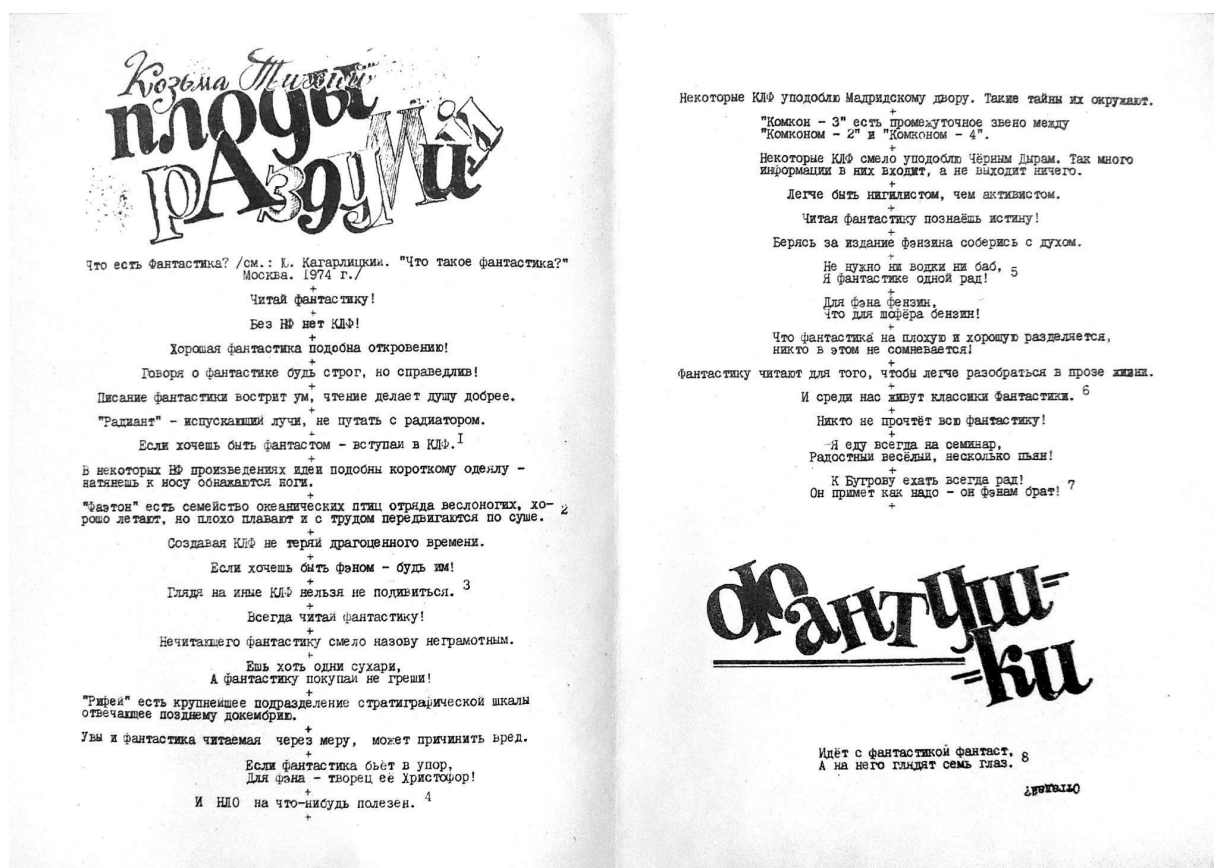 Козьма Тихий
плоды
рАздуМий
Что есть Фантастика? /см.: Ю. Кагарлицкий. "Что такое фантастика?"
Москва. 1974 г./
+
Читай фантастику!
+
Без НФ нет КЛФ!
+
Хорошая фантастика подобна откровению!
+
Говоря о фантастике будь строг, но справедлив!
+
Писание фантастики вострит ум, чтение делает душу добрее.
+
"Радиант" - испускающий лучи, не путать с радиатором.
+
Если хочешь быть фантастом - вступай в КЛФ.1
+
В некоторых НФ произведениях идеи подобны короткому одеялу -
натянешь к носу обнажаются ноги.
+
"Фаэтон" есть семейство океанических птиц отряда веслоногих, хо-
рошо летают, но плохо плавают и с трудом передвигаются по суше. 2
+
Создавая КЛФ не теряй драгоценного времени.
+
Если хочешь быть фэном - будь им!
+
Глядя на иные КЛФ нельзя не подивиться. 3
+
Всегда читай фантастику!
+
Нечитающего фантастику смело назову неграмотным.
+
Ешь хоть одни сухари,
А фантастику покупай не греши!
+
"Рифей" есть крупнейшее подразделение стратиграфической шкалы
отвечающее позднему докембрию.
+
Увы и фантастика читаемая через меру, может причинить вред.
+
Если фантастика бьёт в упор,
Для фэна - творец её Христофор!
+
И НЛО на что-нибудь полезен. 4
+
Некоторые КЛФ уподоблю Мадридскому двору. Такие тайны их окружают.
+
"Комкон - 3" есть промежуточное звено между
"Комконом - 2" и "Комконом - 4".
+
Некоторые КЛФ смело уподоблю Чёрным Дырам. Так много
информации в них входит, а не выходит ничего.
+
Легче быть нигилистом, чем активистом.
+
Читая фантастику познаёшь истину!
+
Берясь за издание фэнзина соберись с духом.
+
Не нужно ни водки ни баб, 5
Я фантастике одной рад!
+
Для фэна фензин,
Что для шофёра бензин!
+
Что фантастика на плохую и хорошую разделяется,
никто в этом не сомневается!
+
Фантастику читают для того, чтобы легче разобраться в прозе жизни.
+
И среди нас живут классики Фантастики. 6
+
Никто не прочтёт всю фантастику!
+
Я еду всегда на семинар,
Радостный весёлый, несколько пьян!
+
К Бугрову ехать всегда рад! 7
Он примет как надо - он фэнам брат!
+
Фантуш-
ки
Идёт с фантастикой фантаст, 8
А на него глядят семь глаз.